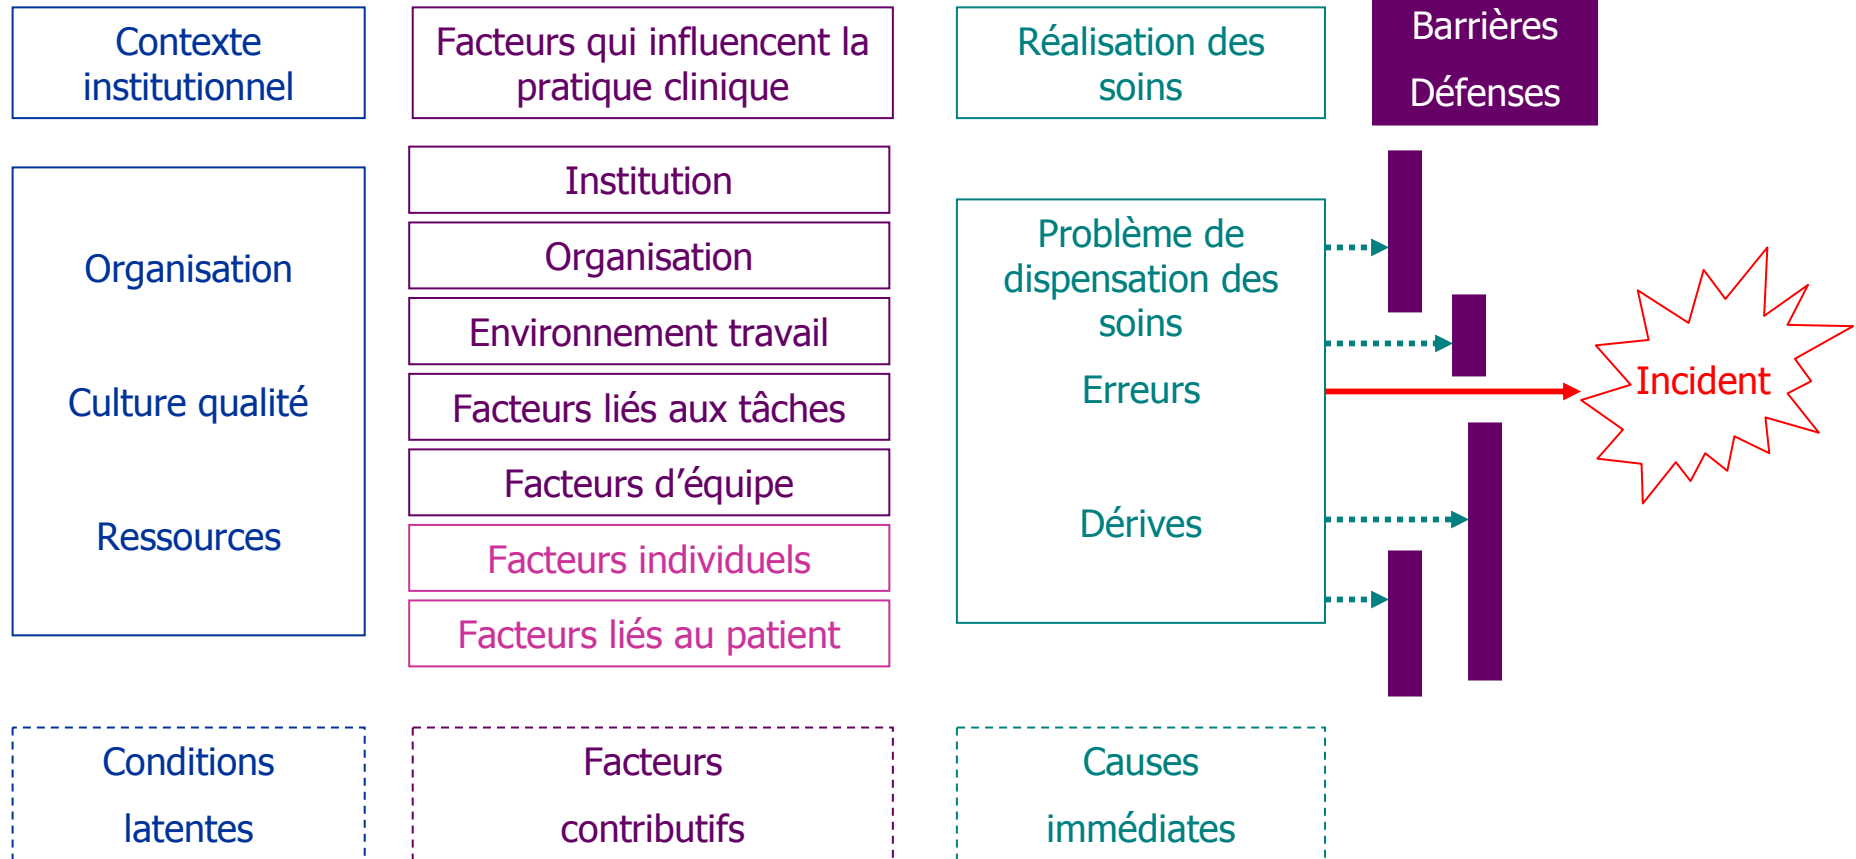 Contexte
institutionnel
Facteurs qui influencent la
pratique clinique
Réalisation des
soins
Barrières
Défenses
Organisation
Culture qualité
Ressources
Institution
Organisation
Environnement travail
Facteurs liés aux tâches
Facteurs d’équipe
Facteurs individuels
Facteurs liés au patient
Problème de
dispensation des
soins
Erreurs
Dérives
Incident
Conditions
latentes
Facteurs
contributifs
Causes
immédiates